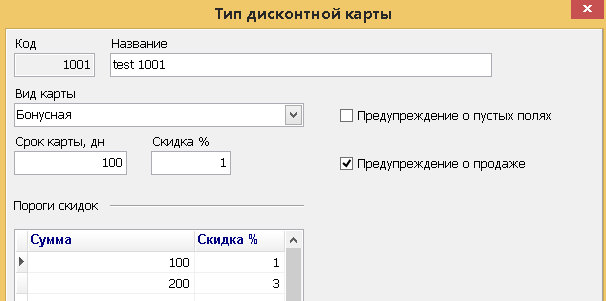 Тип дисконтной карты
Код Название
1001 test 1001
Вид карты
Бонусная
Предупреждение о пустых полях
Срок карты, дн Скидка %
100 1
Предупреждение о продаже
Пороги скидок
Сумма Скидка %
100 1
200 3